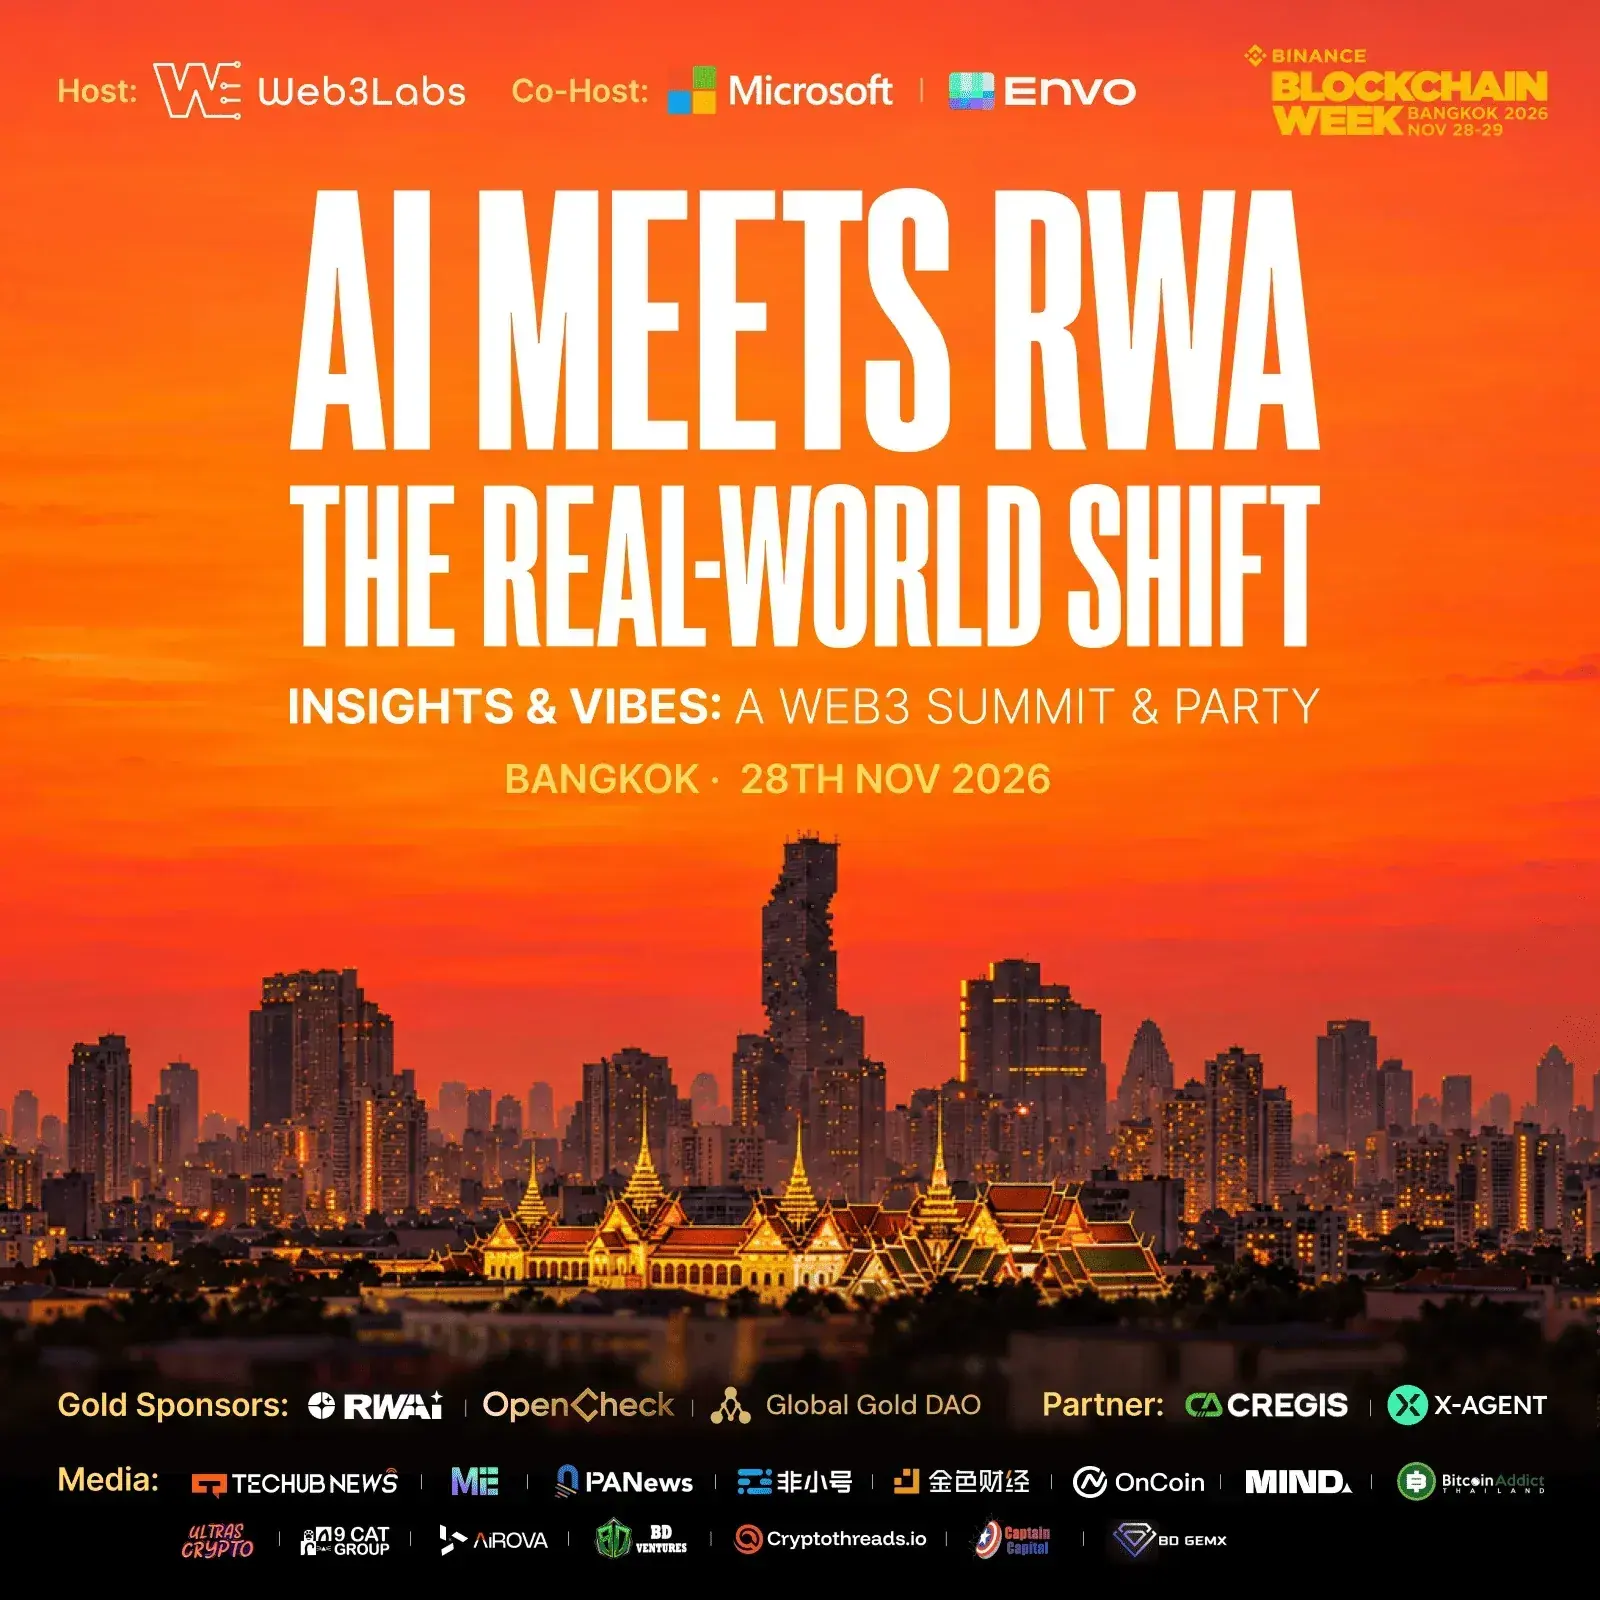 Host: Web3Labs Co-Host: Microsoft Envo
BINANCE
BLOCKCHAIN
WEEK BANGKOK 2026
NOV 28-29
AI MEETS RWA
THE REAL-WORLD SHIFT
INSIGHTS & VIBES: A WEB3 SUMMIT & PARTY
BANGKOK · 28TH NOV 2026
Gold Sponsors: RWAi OpenCheck Global Gold DAO Partner: CREGIS X-AGENT
Media: TECHUB NEWS ME PANews 非小号 金色财经 OnCoin MIND. BitcoinAddict
THAILAND
ULTRAS
CRYPTO
9 CAT
GROUP
AiROVA
BD
VENTURES
Cryptothreads.io
Captain
Capital
BD GEMX